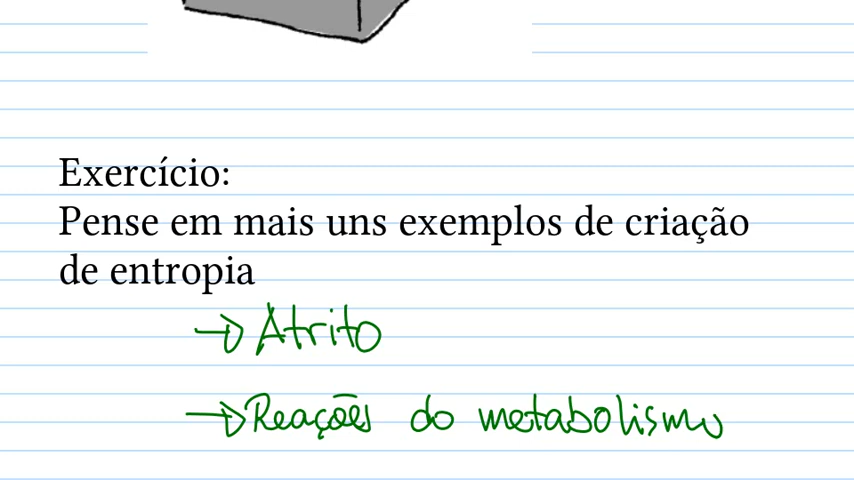 Exercício:
Pense em mais uns exemplos de criação
de entropia
→ Atrito
→ Reações do metabolismo